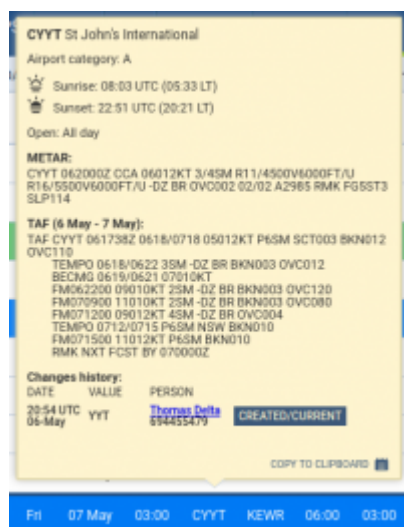 CYYT St John's International
Airport category: A
Sunrise: 08:03 UTC (05:33 LT)
Sunset: 22:51 UTC (20:21 LT)
Open: All day
METAR:
CYYT 062000Z CCA 06012KT 3/4SM R11/4500V6000FT/U
R16/5500V6000FT/U -DZ BR OVC002 02/02 A2985 RMK FG5ST3
SLP114
TAF (6 May - 7 May):
TAF CYYT 061738Z 0618/0718 05012KT P6SM SCT003 BKN012
OVC110
TEMPO 0618/0622 3SM -DZ BR BKN003 OVC012
BECMG 0619/0621 07010KT
FM062200 09010KT 2SM -DZ BR BKN003 OVC120
FM070900 11010KT 2SM -DZ BR BKN003 OVC080
FM071200 09012KT 4SM -DZ BR OVC004
TEMPO 0712/0715 P6SM NSW BKN010
FM071500 11012KT P6SM BKN010
RMK NXT FCST BY 070000Z
Changes history:
DATE VALUE PERSON
20:54 UTC
06-May YYT Thomas Delta
694455479 CREATED/CURRENT
COPY TO CLIPBOARD
Fri 07 May 03:00 CYYT KEWR 06:00 03:00